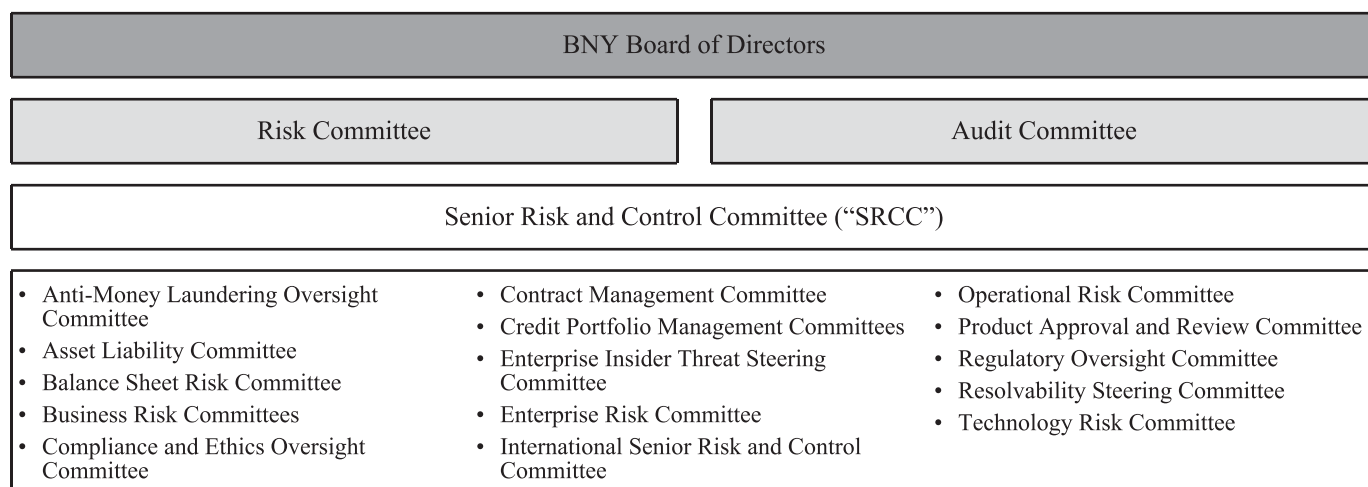 BNY Board of Directors
Risk Committee
Audit Committee
Senior Risk and Control Committee (“SRCC”)
• Anti-Money Laundering Oversight
Committee
• Asset Liability Committee
• Balance Sheet Risk Committee
• Business Risk Committees
• Compliance and Ethics Oversight
Committee
• Contract Management Committee
• Credit Portfolio Management Committees
• Enterprise Insider Threat Steering
Committee
• Enterprise Risk Committee
• International Senior Risk and Control
Committee
• Operational Risk Committee
• Product Approval and Review Committee
• Regulatory Oversight Committee
• Resolvability Steering Committee
• Technology Risk Committee